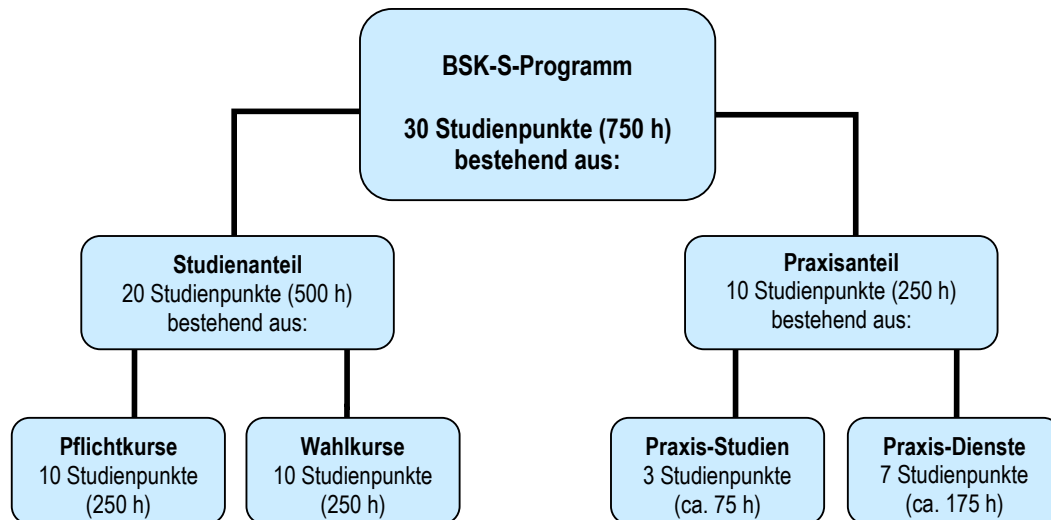 BSK-S-Programm
30 Studienpunkte (750 h)
bestehend aus:
Studienanteil
20 Studienpunkte (500 h)
bestehend aus:
Praxisanteil
10 Studienpunkte (250 h)
bestehend aus:
Pflichtkurse
10 Studienpunkte
(250 h)
Wahlkurse
10 Studienpunkte
(250 h)
Praxis-Studien
3 Studienpunkte
(ca. 75 h)
Praxis-Dienste
7 Studienpunkte
(ca. 175 h)